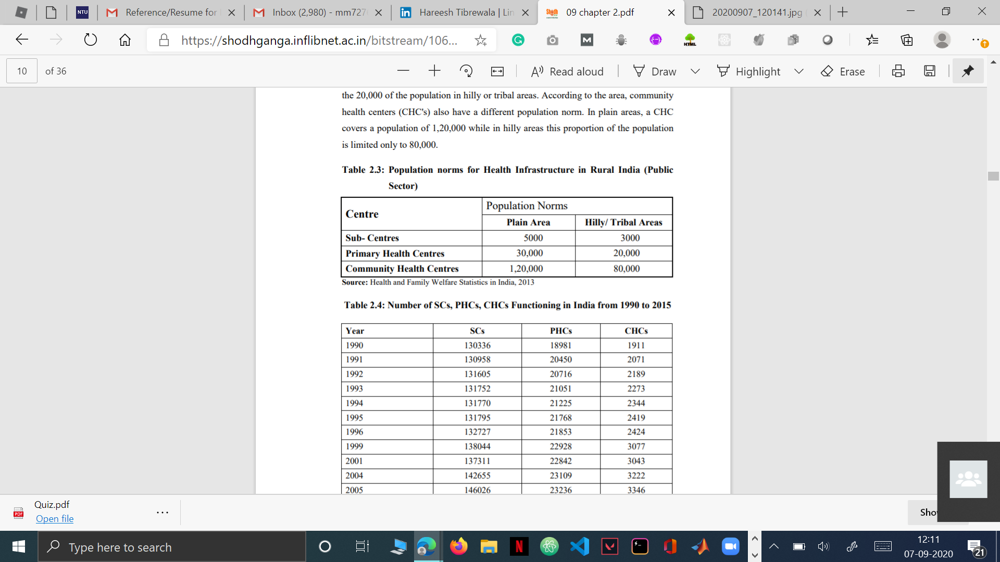 Reference/Resume for
Inbox (2,980) - mm727
Hareesh Tibrewala | Lin
09 chapter 2.pdf
20200907_120141.jpg
NTU
https://shodhganga.inflibnet.ac.in/bitstream/106...
HTML
10 of 36
Read aloud
Draw
Highlight
Erase
the 20,000 of the population in hilly or tribal areas. According to the area, community
health centers (CHC's) also have a different population norm. In plain areas, a CHC
covers a population of 1,20,000 while in hilly areas this proportion of the population
is limited only to 80,000.
Table 2.3: Population norms for Health Infrastructure in Rural India (Public
Sector)
Centre Population Norms
Plain Area Hilly/ Tribal Areas
Sub- Centres 5000 3000
Primary Health Centres 30,000 20,000
Community Health Centres 1,20,000 80,000
Source: Health and Family Welfare Statistics in India, 2013
Table 2.4: Number of SCs, PHCs, CHCs Functioning in India from 1990 to 2015
Year SCs PHCs CHCs
1990 130336 18981 1911
1991 130958 20450 2071
1992 131605 20716 2189
1993 131752 21051 2273
1994 131770 21225 2344
1995 131795 21768 2419
1996 132727 21853 2424
1999 138044 22928 3077
2001 137311 22842 3043
2004 142655 23109 3222
2005 146026 23236 3346
Quiz.pdf
Open file
Sho
PDF
Type here to search
12:11
07-09-2020
21